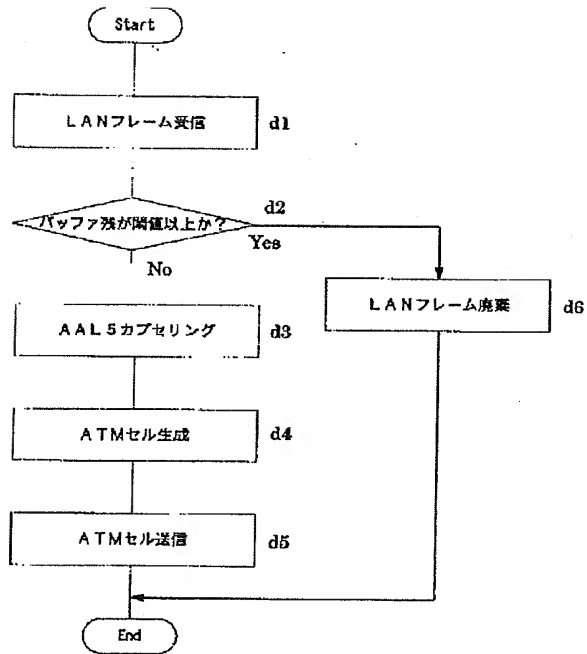 Start
LANフレーム受信
d1
バッファ残が閾値以上か?
d2
Yes
No
AAL5カプセリング
d3
LANフレーム廃棄
d6
ATMセル生成
d4
ATMセル送信
d5
End